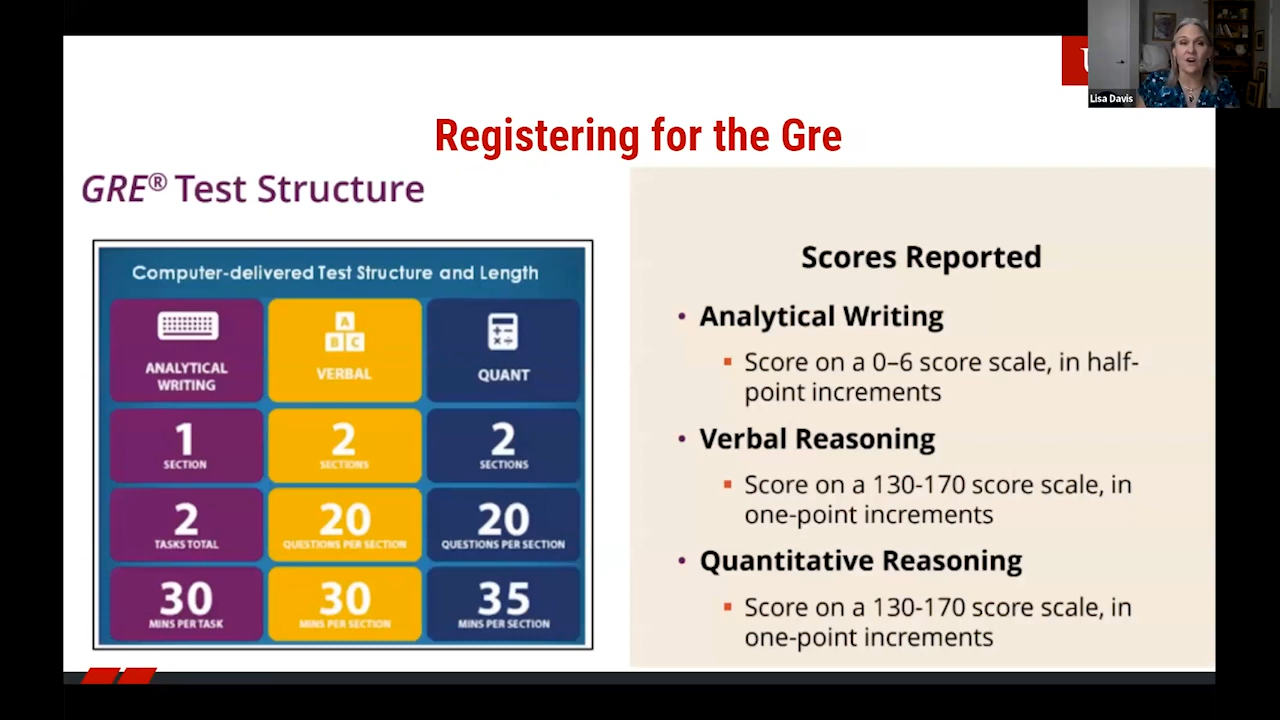 U
Lisa Davis
Registering for the Gre
GRE® Test Structure
Computer-delivered Test Structure and Length
ANALYTICAL
WRITING
A
B C
VERBAL
QUANT
1
SECTION
2
SECTIONS
2
SECTIONS
2
TASKS TOTAL
20
QUESTIONS PER SECTION
20
QUESTIONS PER SECTION
30
MINS PER TASK
30
MINS PER SECTION
35
MINS PER SECTION
Scores Reported
• Analytical Writing
▪ Score on a 0–6 score scale, in half-
point increments
• Verbal Reasoning
▪ Score on a 130-170 score scale, in
one-point increments
• Quantitative Reasoning
▪ Score on a 130-170 score scale, in
one-point increments